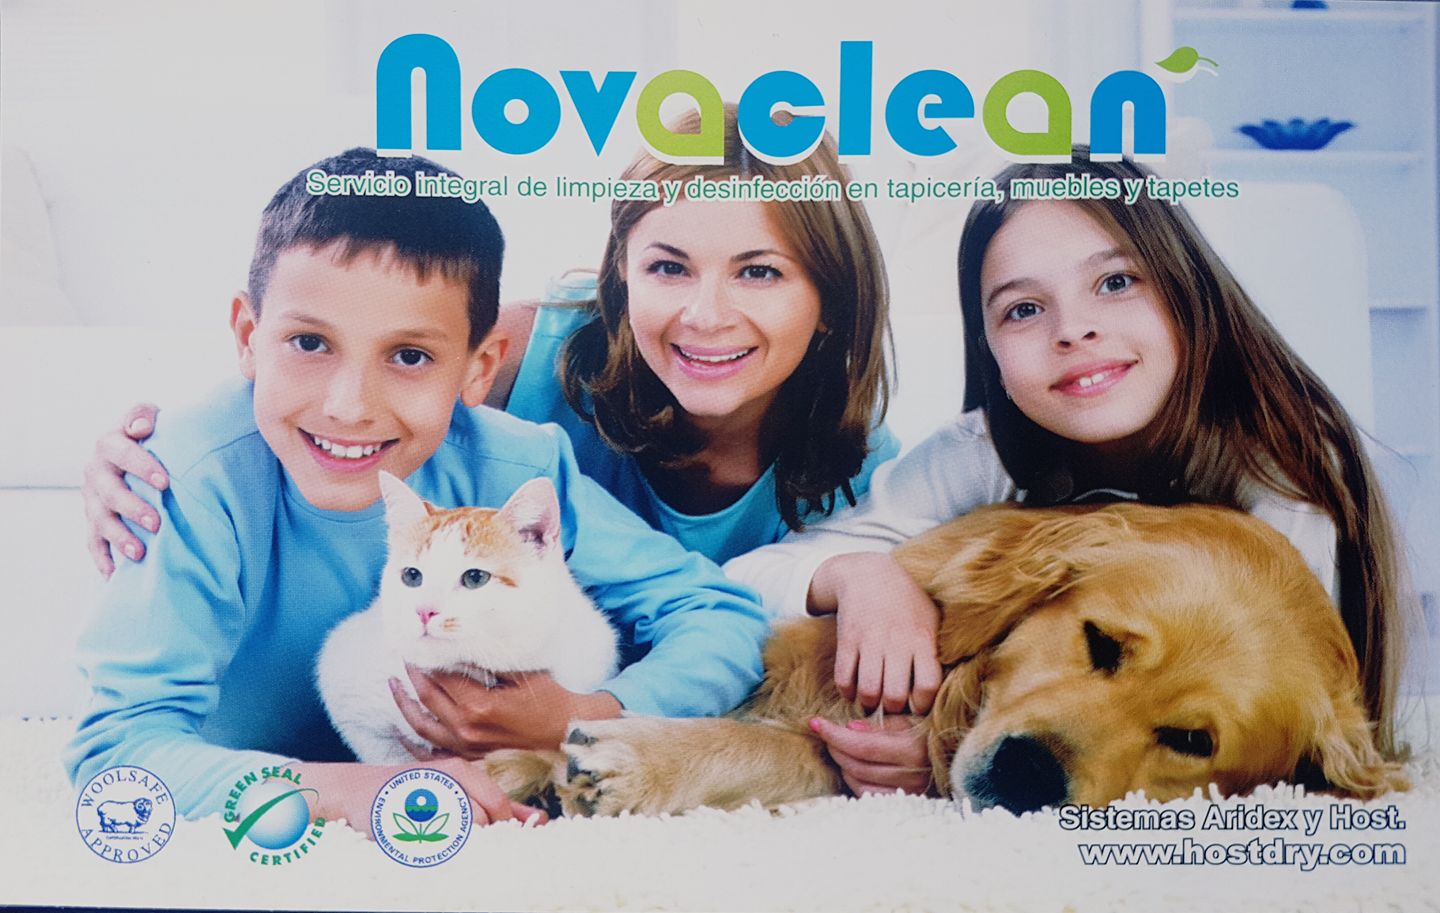 Novaclean
Servicio integral de limpieza y desinfección en tapicería, muebles y tapetes
WOOLSAFE
APPROVED
GREEN SEAL
CERTIFIED
UNITED STATES
ENVIRONMENTAL PROTECTION AGENCY
Sistemas Aridex y Host.
www.hostdry.com